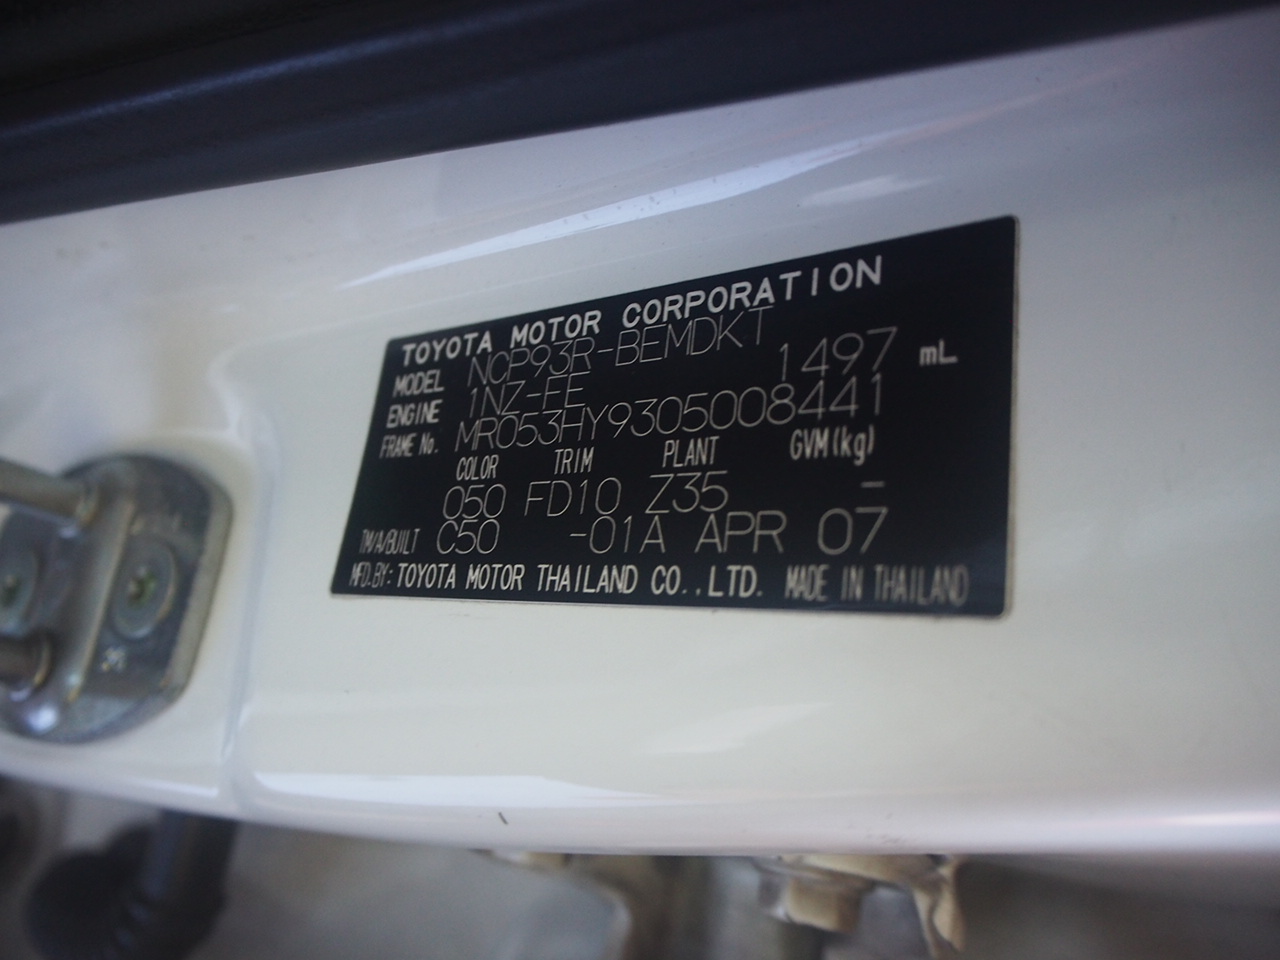 TOYOTA MOTOR CORPORATION
MODEL NCP93R-BEMDKT
ENGINE 1NZ-FE 1497 mL
FRAME No. MR053HY9305008441
COLOR TRIM PLANT GVM(kg)
050 FD10 Z35 -
TM/A/BUILT C50 -01A APR 07
MFD.BY: TOYOTA MOTOR THAILAND CO.,LTD. MADE IN THAILAND